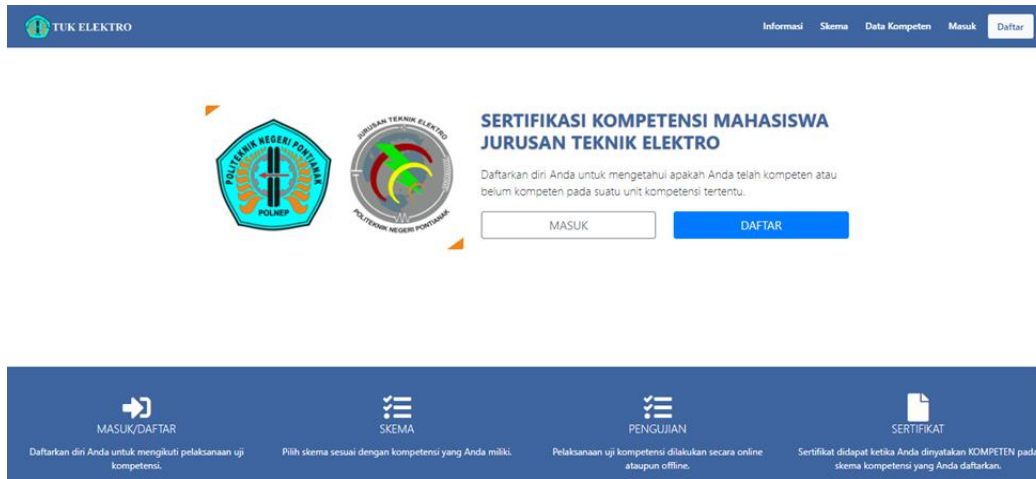 TUK ELEKTRO
Informasi Skema Data Kompeten Masuk Daftar
POLITEKNIK NEGERI PONTIANAK
POLNEP
JURUSAN TEKNIK ELEKTRO
POLITEKNIK NEGERI PONTIANAK
SERTIFIKASI KOMPETENSI MAHASISWA
JURUSAN TEKNIK ELEKTRO
Daftarkan diri Anda untuk mengetahui apakah Anda telah kompeten atau
belum kompeten pada suatu unit kompetensi tertentu.
MASUK DAFTAR
MASUK/DAFTAR
Daftarkan diri Anda untuk mengikuti pelaksanaan uji
kompetensi.
SKEMA
Pilih skema sesuai dengan kompetensi yang Anda miliki.
PENGUJIAN
Pelaksanaan uji kompetensi dilakukan secara online
ataupun offline.
SERTIFIKAT
Sertifikat didapat ketika Anda dinyatakan KOMPETEN pada
skema kompetensi yang Anda daftarkan.